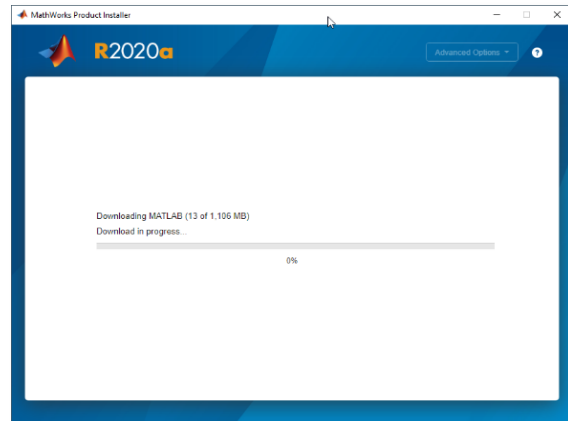 MathWorks Product Installer
R2020a
Advanced Options
?
Downloading MATLAB (13 of 1,106 MB)
Download in progress...
0%